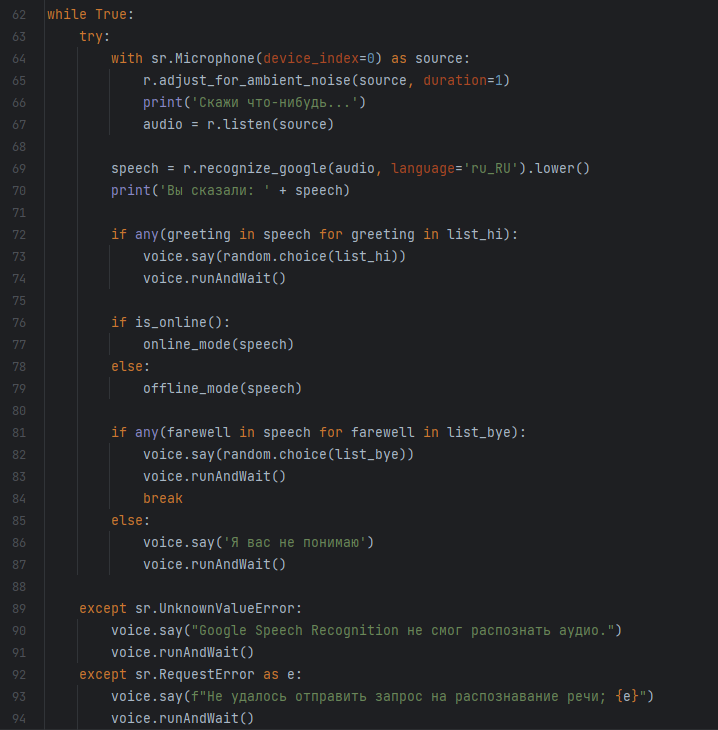 62 while True:
63     try:
64         with sr.Microphone(device_index=0) as source:
65             r.adjust_for_ambient_noise(source, duration=1)
66             print('Скажи что-нибудь...')
67             audio = r.listen(source)
68
69         speech = r.recognize_google(audio, language='ru_RU').lower()
70         print('Вы сказали: ' + speech)
71
72         if any(greeting in speech for greeting in list_hi):
73             voice.say(random.choice(list_hi))
74             voice.runAndWait()
75
76         if is_online():
77             online_mode(speech)
78         else:
79             offline_mode(speech)
80
81         if any(farewell in speech for farewell in list_bye):
82             voice.say(random.choice(list_bye))
83             voice.runAndWait()
84             break
85         else:
86             voice.say('Я вас не понимаю')
87             voice.runAndWait()
88
89     except sr.UnknownValueError:
90         voice.say("Google Speech Recognition не смог распознать аудио.")
91         voice.runAndWait()
92     except sr.RequestError as e:
93         voice.say(f"Не удалось отправить запрос на распознавание речи; {e}")
94         voice.runAndWait()